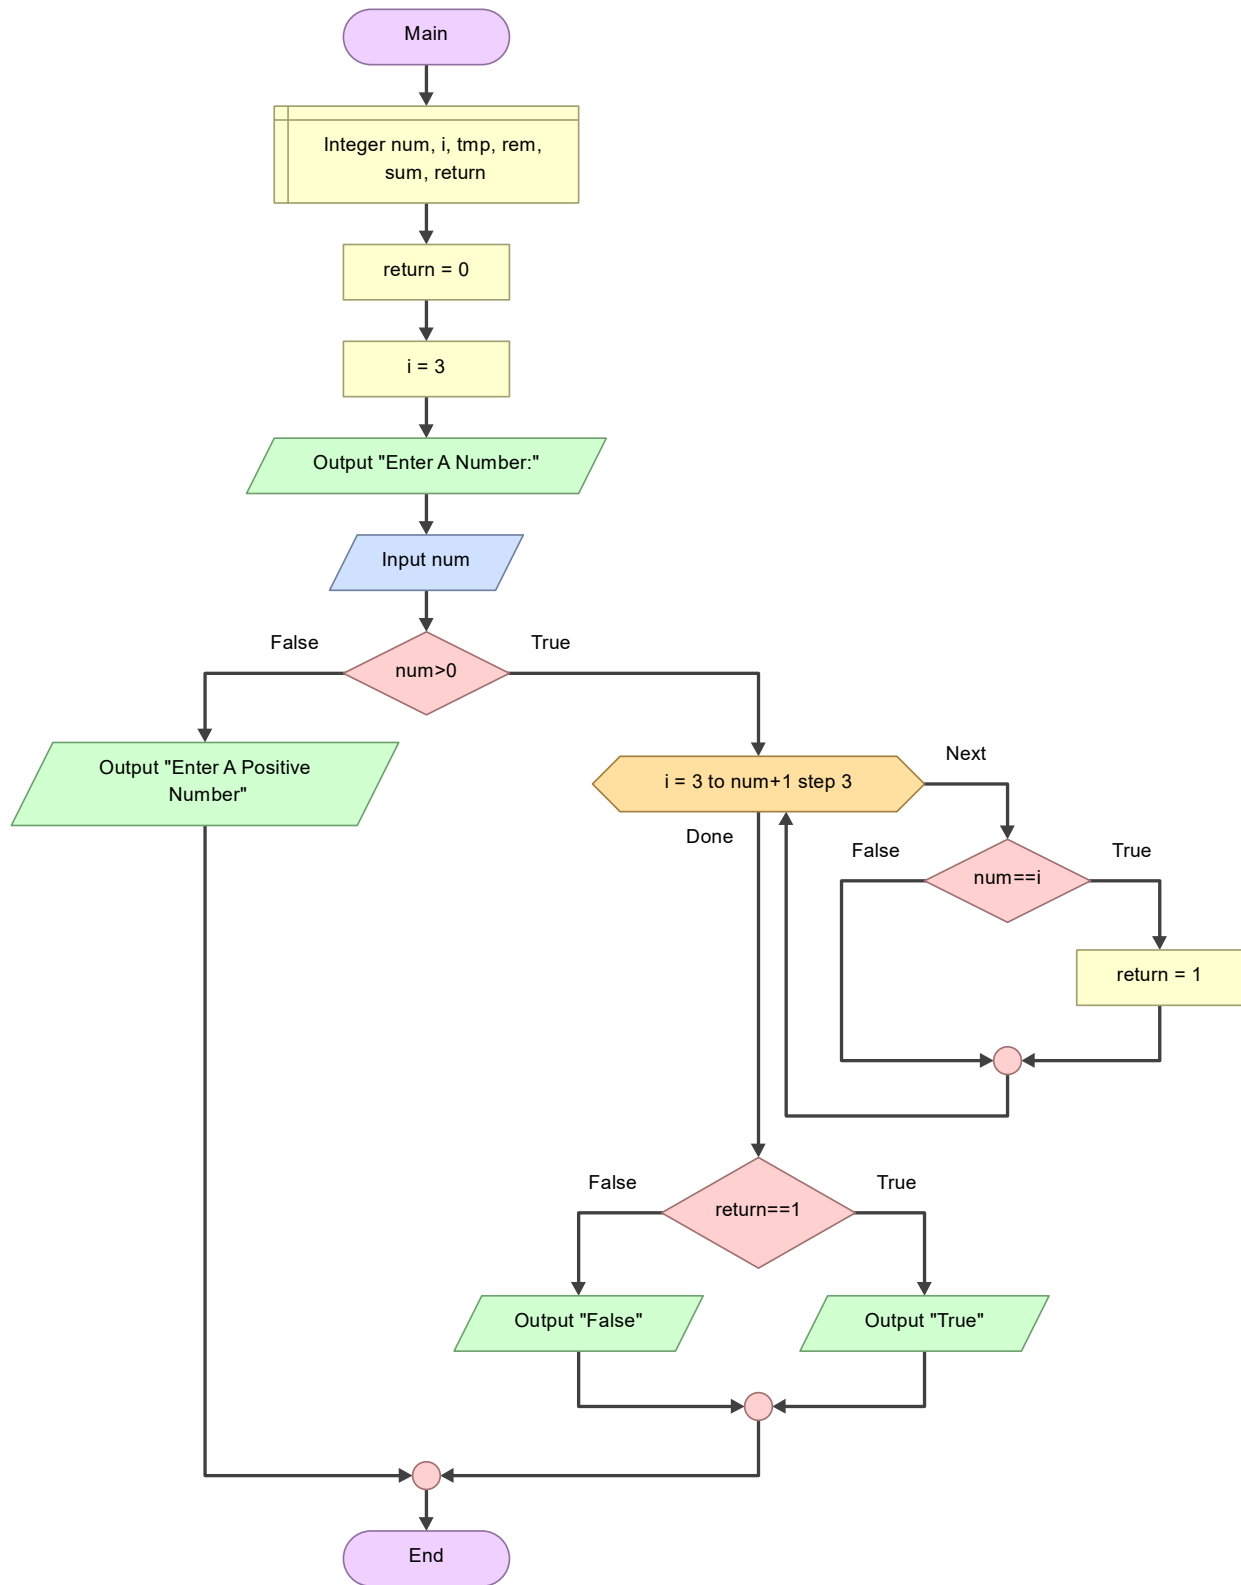 Main
Integer num, i, tmp, rem,
sum, return
return = 0
i = 3
Output "Enter A Number:"
Input num
False
True
num>0
Output "Enter A Positive
Number"
i = 3 to num+1 step 3
Next
Done
False
True
num==i
return = 1
False
True
return==1
Output "False"
Output "True"
End